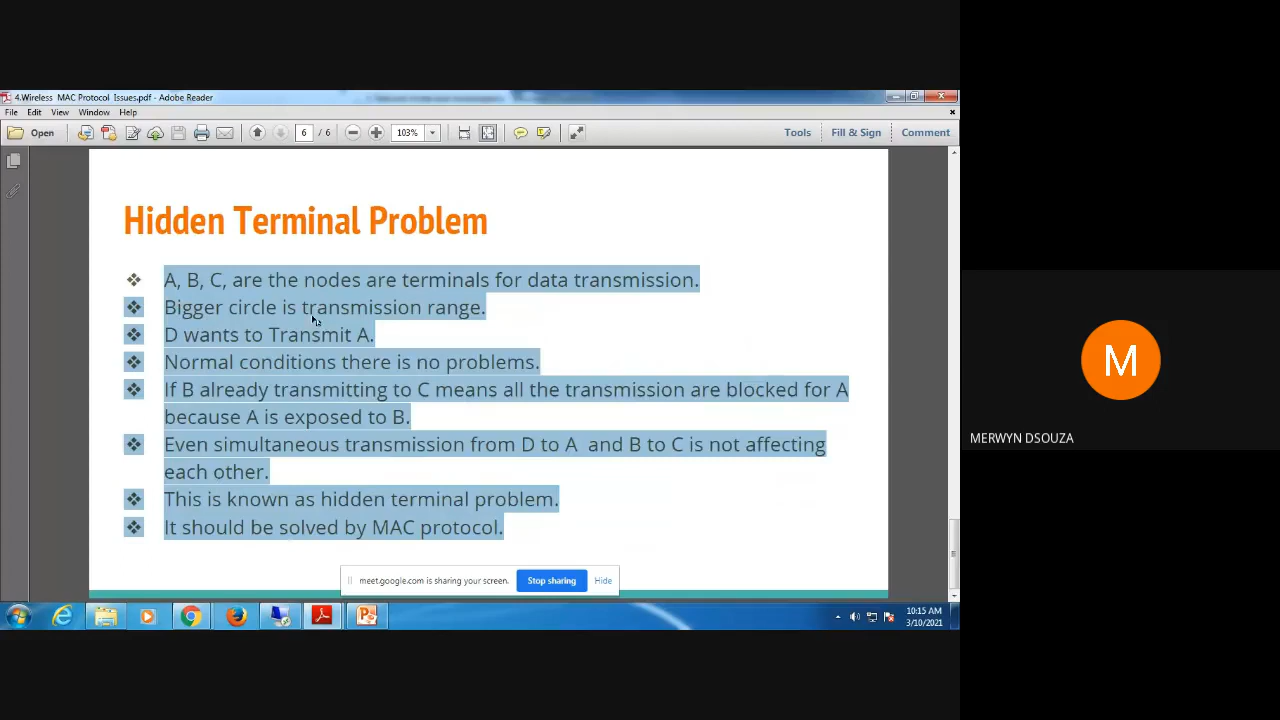 4.Wireless MAC Protocol Issues.pdf - Adobe Reader
File Edit View Window Help
Open 6 / 6 103% Tools Fill & Sign Comment
Hidden Terminal Problem
❖ A, B, C, are the nodes are terminals for data transmission.
❖ Bigger circle is transmission range.
❖ D wants to Transmit A.
❖ Normal conditions there is no problems.
❖ If B already transmitting to C means all the transmission are blocked for A
because A is exposed to B.
❖ Even simultaneous transmission from D to A and B to C is not affecting
each other.
❖ This is known as hidden terminal problem.
❖ It should be solved by MAC protocol.
meet.google.com is sharing your screen. Stop sharing Hide
10:15 AM
3/10/2021
M
MERWYN DSOUZA